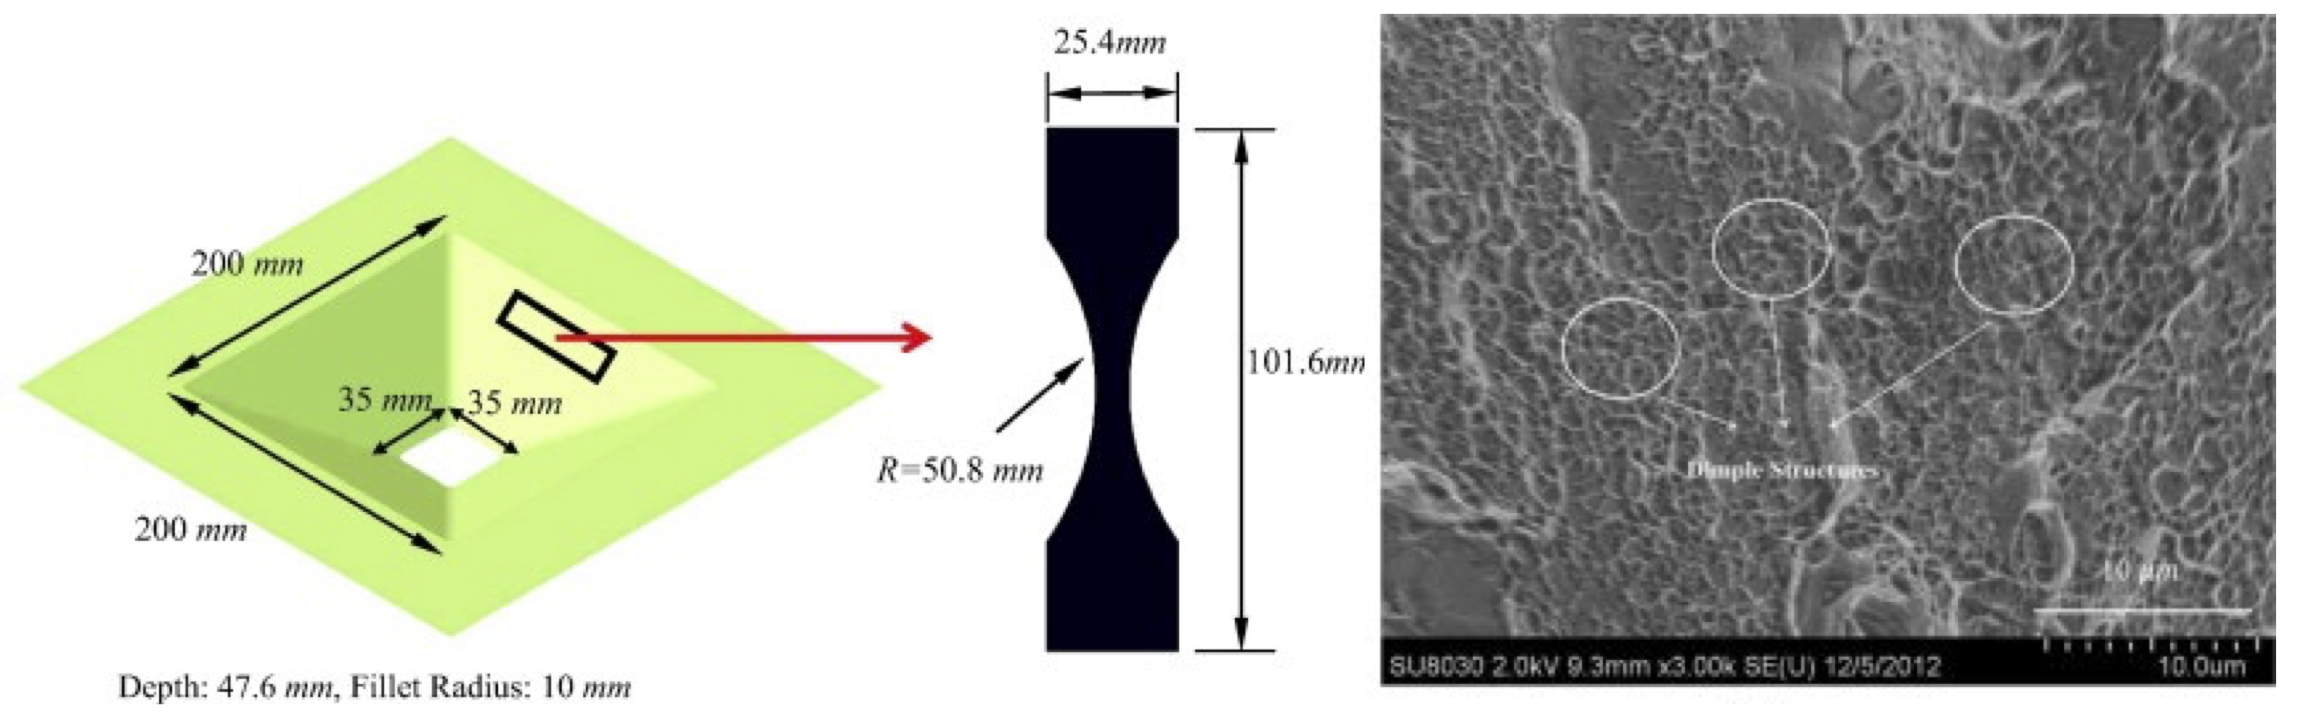 200 mm
35 mm
35 mm
200 mm
Depth: 47.6 mm, Fillet Radius: 10 mm
25.4mm
101.6mm
R=50.8 mm
Dimple Structures
10 μm
SU8030 2.0kV 9.3mm x3.00k SE(U) 12/5/2012
10.0um